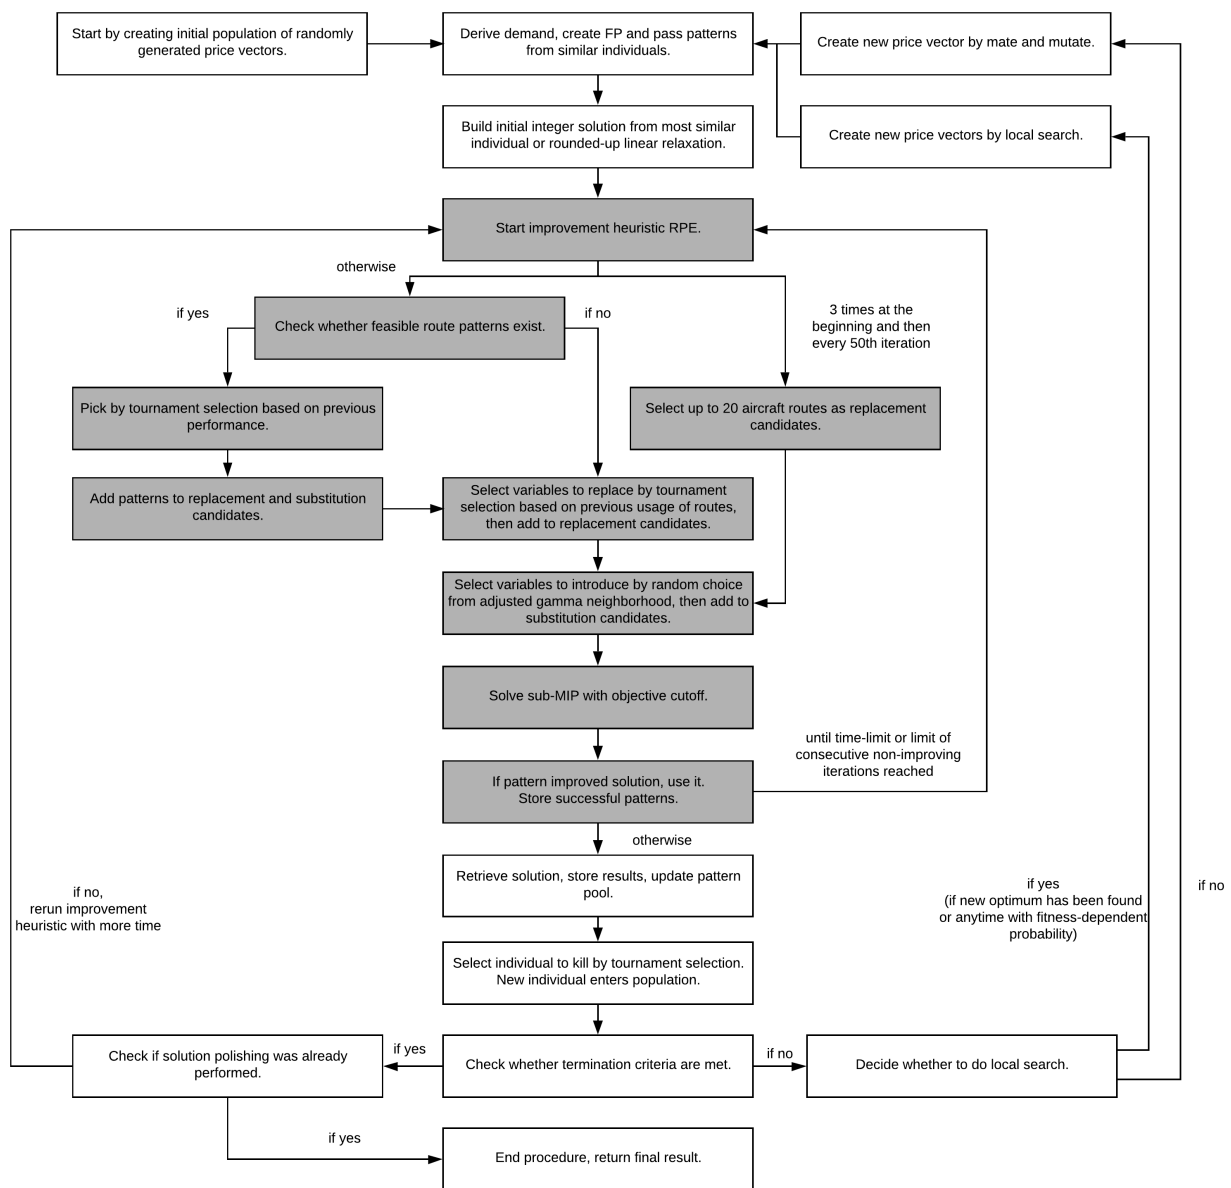 Start by creating initial population of randomly
generated price vectors.
Derive demand, create FP and pass patterns
from similar individuals.
Create new price vector by mate and mutate.
Build initial integer solution from most similar
individual or rounded-up linear relaxation.
Create new price vectors by local search.
Start improvement heuristic RPE.
otherwise
if yes
Check whether feasible route patterns exist.
if no
3 times at the
beginning and then
every 50th iteration
Pick by tournament selection based on previous
performance.
Select up to 20 aircraft routes as replacement
candidates.
Add patterns to replacement and substitution
candidates.
Select variables to replace by tournament
selection based on previous usage of routes,
then add to replacement candidates.
Select variables to introduce by random choice
from adjusted gamma neighborhood, then add to
substitution candidates.
Solve sub-MIP with objective cutoff.
until time-limit or limit of
consecutive non-improving
iterations reached
If pattern improved solution, use it.
Store successful patterns.
otherwise
Retrieve solution, store results, update pattern
pool.
if no,
rerun improvement
heuristic with more time
if yes
(if new optimum has been found
or anytime with fitness-dependent
probability)
if no
Select individual to kill by tournament selection.
New individual enters population.
Check if solution polishing was already
performed.
if yes
Check whether termination criteria are met.
if no
Decide whether to do local search.
if yes
End procedure, return final result.